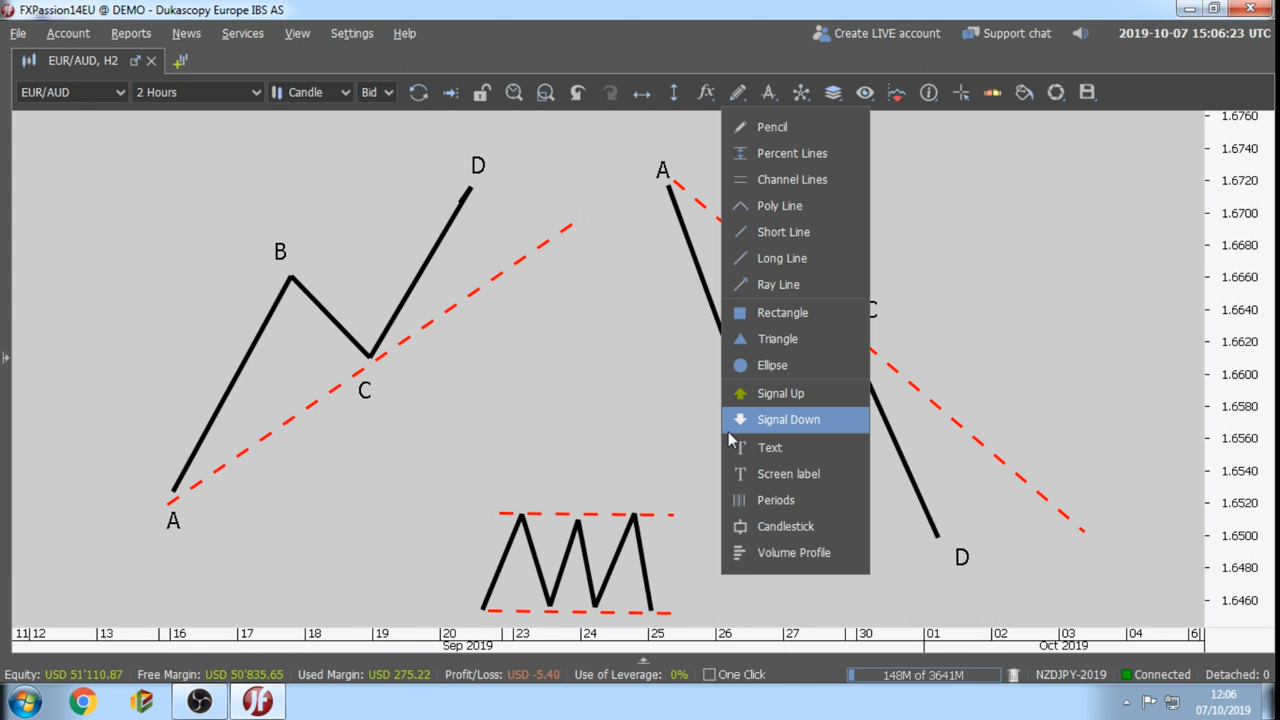 FXPassion14EU @ DEMO - Dukascopy Europe IBS AS
File Account Reports News Services View Settings Help
Create LIVE account Support chat 2019-10-07 15:06:23 UTC
EUR/AUD, H2
EUR/AUD 2 Hours Candle Bid
Pencil
Percent Lines
Channel Lines
Poly Line
Short Line
Long Line
Ray Line
Rectangle
Triangle
Ellipse
Signal Up
Signal Down
Text
Screen label
Periods
Candlestick
Volume Profile
A
B
C
D
A
C
D
1.6760
1.6740
1.6720
1.6700
1.6680
1.6660
1.6640
1.6620
1.6600
1.6580
1.6560
1.6540
1.6520
1.6500
1.6480
1.6460
11 12 13 16 17 18 19 20 23 24 25 26 27 30 01 02 03 04 6
Sep 2019 Oct 2019
Equity: USD 51'110.87 Free Margin: USD 50'835.65 Used Margin: USD 275.22 Profit/Loss: USD -5.40 Use of Leverage: 0% One Click 148M of 3641M NZDJPY-2019 Connected Detached: 0
12:06
07/10/2019